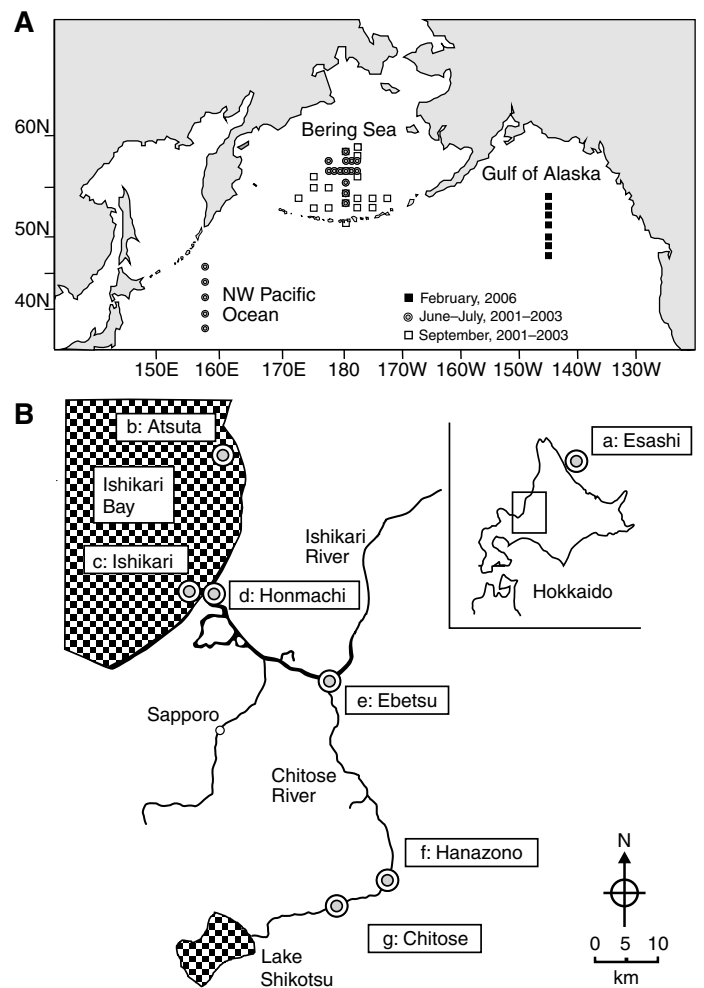 A
60N
50N
40N
Bering Sea
Gulf of Alaska
NW Pacific
Ocean
February, 2006
June–July, 2001–2003
September, 2001–2003
150E
160E
170E
180
170W
160W
150W
140W
130W
B
b: Atsuta
Ishikari
Bay
c: Ishikari
d: Honmachi
Ishikari
River
a: Esashi
Hokkaido
e: Ebetsu
Sapporo
Chitose
River
f: Hanazono
g: Chitose
Lake
Shikotsu
N
0 5 10
km